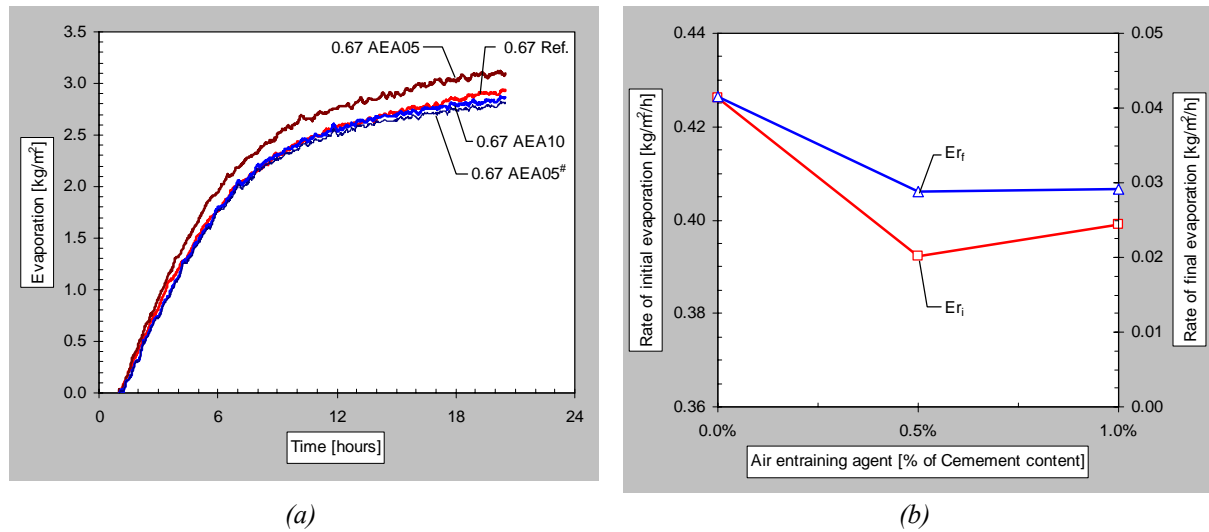 3.5
3.0
2.5
2.0
1.5
1.0
0.5
0.0
Evaporation [kg/m²]
0.67 AEA05
0.67 Ref.
0.67 AEA10
0.67 AEA05#
0 6 12 18 24
Time [hours]
(a)
0.44
0.42
0.40
0.38
0.36
Rate of initial evaporation [kg/m²/h]
Er_f
Er_i
0.05
0.04
0.03
0.02
0.01
0.00
Rate of final evaporation [kg/m²/h]
0.0% 0.5% 1.0%
Air entraining agent [% of Cemement content]
(b)